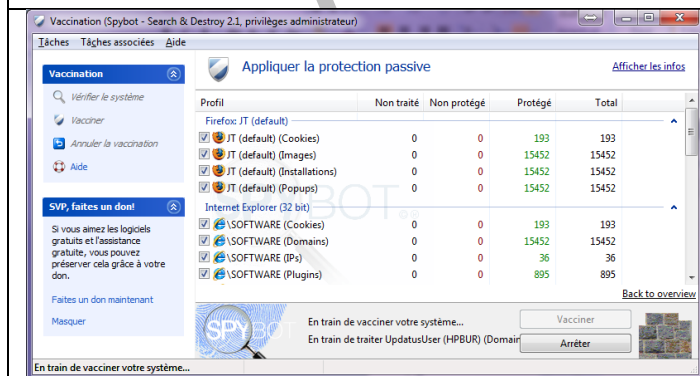 Vaccination (Spybot - Search & Destroy 2.1, privilèges administrateur)
Tâches Tâches associées Aide
Vaccination
Vérifier le système
Vacciner
Annuler la vaccination
Aide
SVP, faites un don!
Si vous aimez les logiciels
gratuits et l'assistance
gratuite, vous pouvez
préserver cela grâce à votre
don.
Faites un don maintenant
Masquer
Appliquer la protection passive
Afficher les infos
Profil Non traité Non protégé Protégé Total
Firefox: JT (default)
JT (default) (Cookies) 0 0 193 193
JT (default) (Images) 0 0 15452 15452
JT (default) (Installations) 0 0 15452 15452
JT (default) (Popups) 0 0 15452 15452
Internet Explorer (32 bit)
\SOFTWARE (Cookies) 0 0 193 193
\SOFTWARE (Domains) 0 0 15452 15452
\SOFTWARE (IPs) 0 0 36 36
\SOFTWARE (Plugins) 0 0 895 895
SPYBOT
Back to overview
SPYBOT
En train de vacciner votre système...
En train de traiter UpdatusUser (HPBUR) (Domain
Vacciner
Arrêter
En train de vacciner votre système...